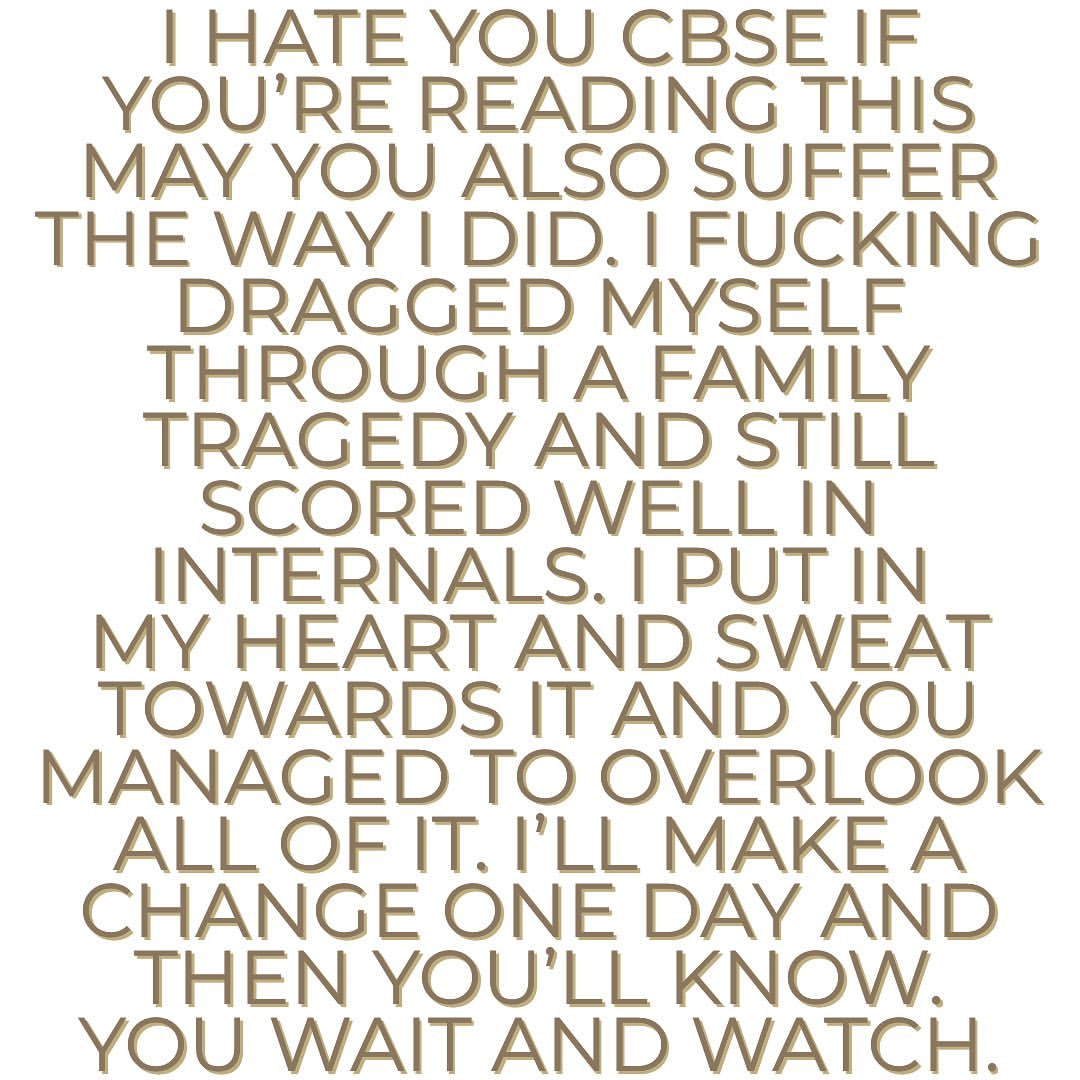 I HATE YOU CBSE IF
YOU’RE READING THIS
MAY YOU ALSO SUFFER
THE WAY I DID. I FUCKING
DRAGGED MYSELF
THROUGH A FAMILY
TRAGEDY AND STILL
SCORED WELL IN
INTERNALS. I PUT IN
MY HEART AND SWEAT
TOWARDS IT AND YOU
MANAGED TO OVERLOOK
ALL OF IT. I’LL MAKE A
CHANGE ONE DAY AND
THEN YOU’LL KNOW.
YOU WAIT AND WATCH.